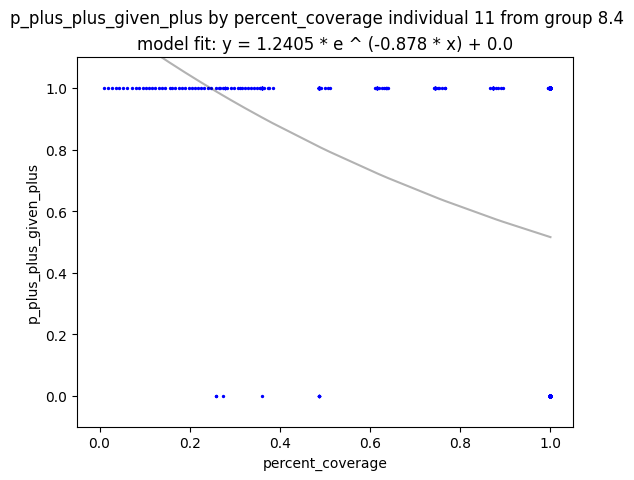 p_plus_plus_given_plus by percent_coverage individual 11 from group 8.4
model fit: y = 1.2405 * e ^ (-0.878 * x) + 0.0
1.0
0.8
0.6
0.4
0.2
0.0
p_plus_plus_given_plus
0.0 0.2 0.4 0.6 0.8 1.0
percent_coverage